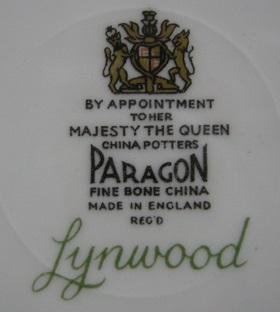 BY APPOINTMENT
TO HER
MAJESTY THE QUEEN
CHINA POTTERS
PARAGON
FINE BONE CHINA
MADE IN ENGLAND
REG'D
Lynwood